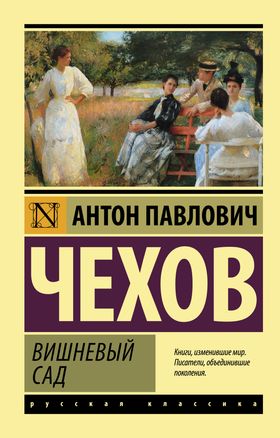 N
АНТОН ПАВЛОВИЧ
ЧЕХОВ
ВИШНЕВЫЙ
САД
Книги, изменившие мир.
Писатели, объединившие
поколения.
русская классика